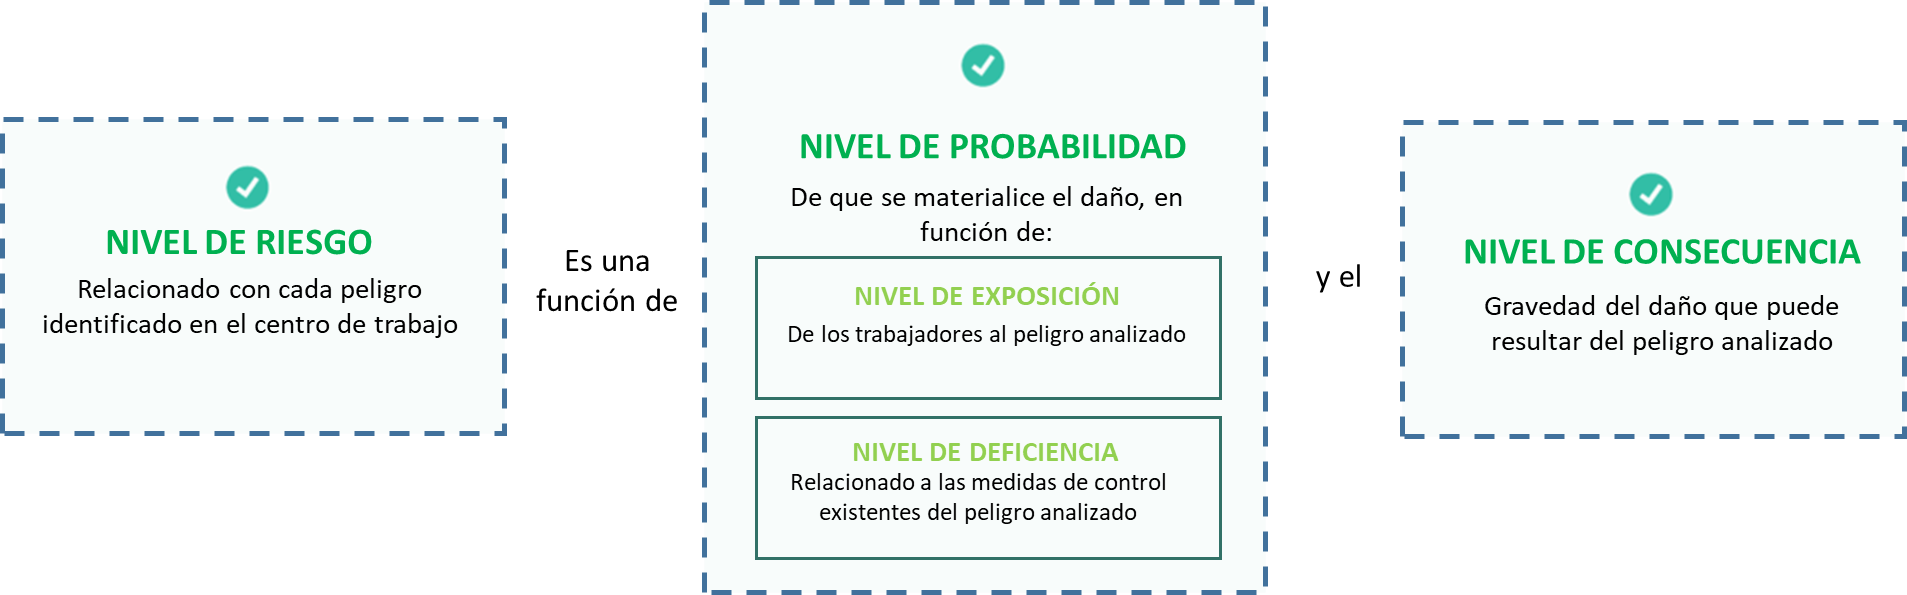 NIVEL DE RIESGO
Relacionado con cada peligro
identificado en el centro de trabajo
Es una
función de
NIVEL DE PROBABILIDAD
De que se materialice el daño, en
función de:
NIVEL DE EXPOSICIÓN
De los trabajadores al peligro analizado
NIVEL DE DEFICIENCIA
Relacionado a las medidas de control
existentes del peligro analizado
y el
NIVEL DE CONSECUENCIA
Gravedad del daño que puede
resultar del peligro analizado